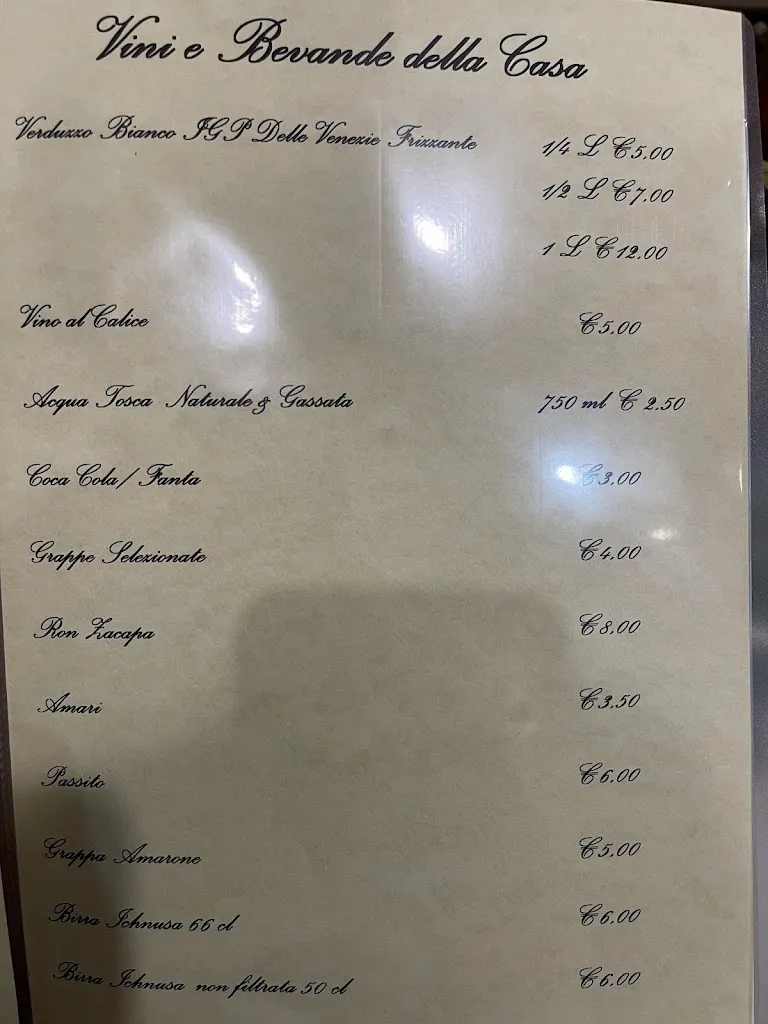 Vini e Bevande della Casa
Verduzzo Bianco IGP Delle Venezie Frizzante 1/4 L €5.00
1/2 L €7.00
1 L €12.00
Vino al Calice €5.00
Acqua Tosca Naturale & Gassata 750 ml € 2.50
Coca Cola / Fanta €3.00
Grappe Selezionate €4.00
Ron Zacapa €8.00
Amari €3.50
Passito €6.00
Grappa Amarone €5.00
Birra Ichnusa 66 cl €6.00
Birra Ichnusa non filtrata 50 cl €6.00